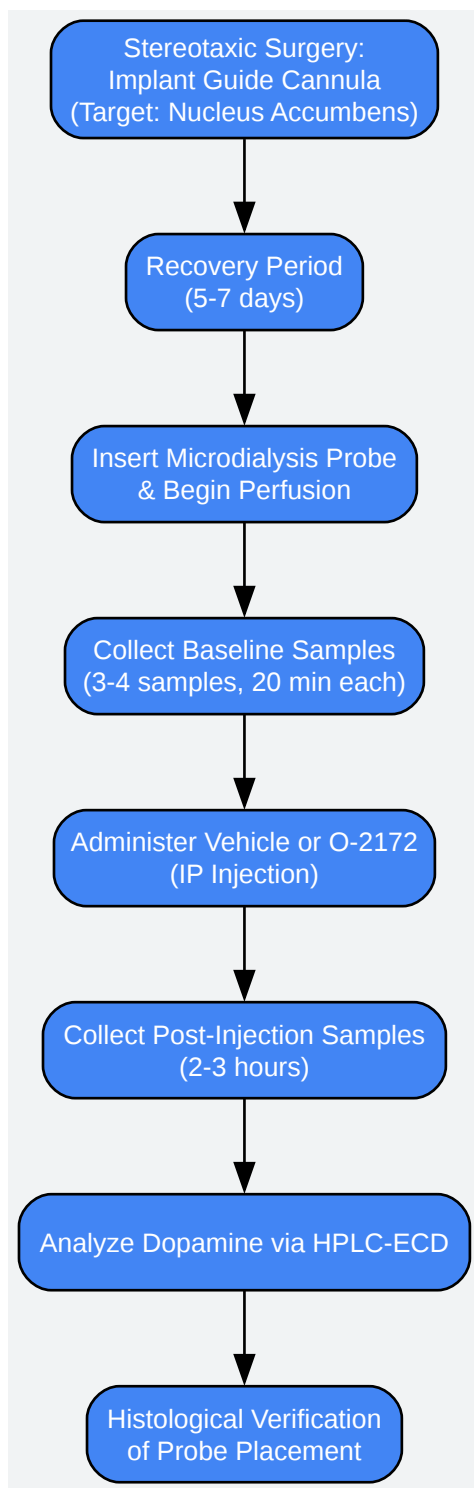 Stereotaxic Surgery:
Implant Guide Cannula
(Target: Nucleus Accumbens)
Recovery Period
(5-7 days)
Insert Microdialysis Probe
& Begin Perfusion
Collect Baseline Samples
(3-4 samples, 20 min each)
Administer Vehicle or O-2172
(IP Injection)
Collect Post-Injection Samples
(2-3 hours)
Analyze Dopamine via HPLC-ECD
Histological Verification
of Probe Placement